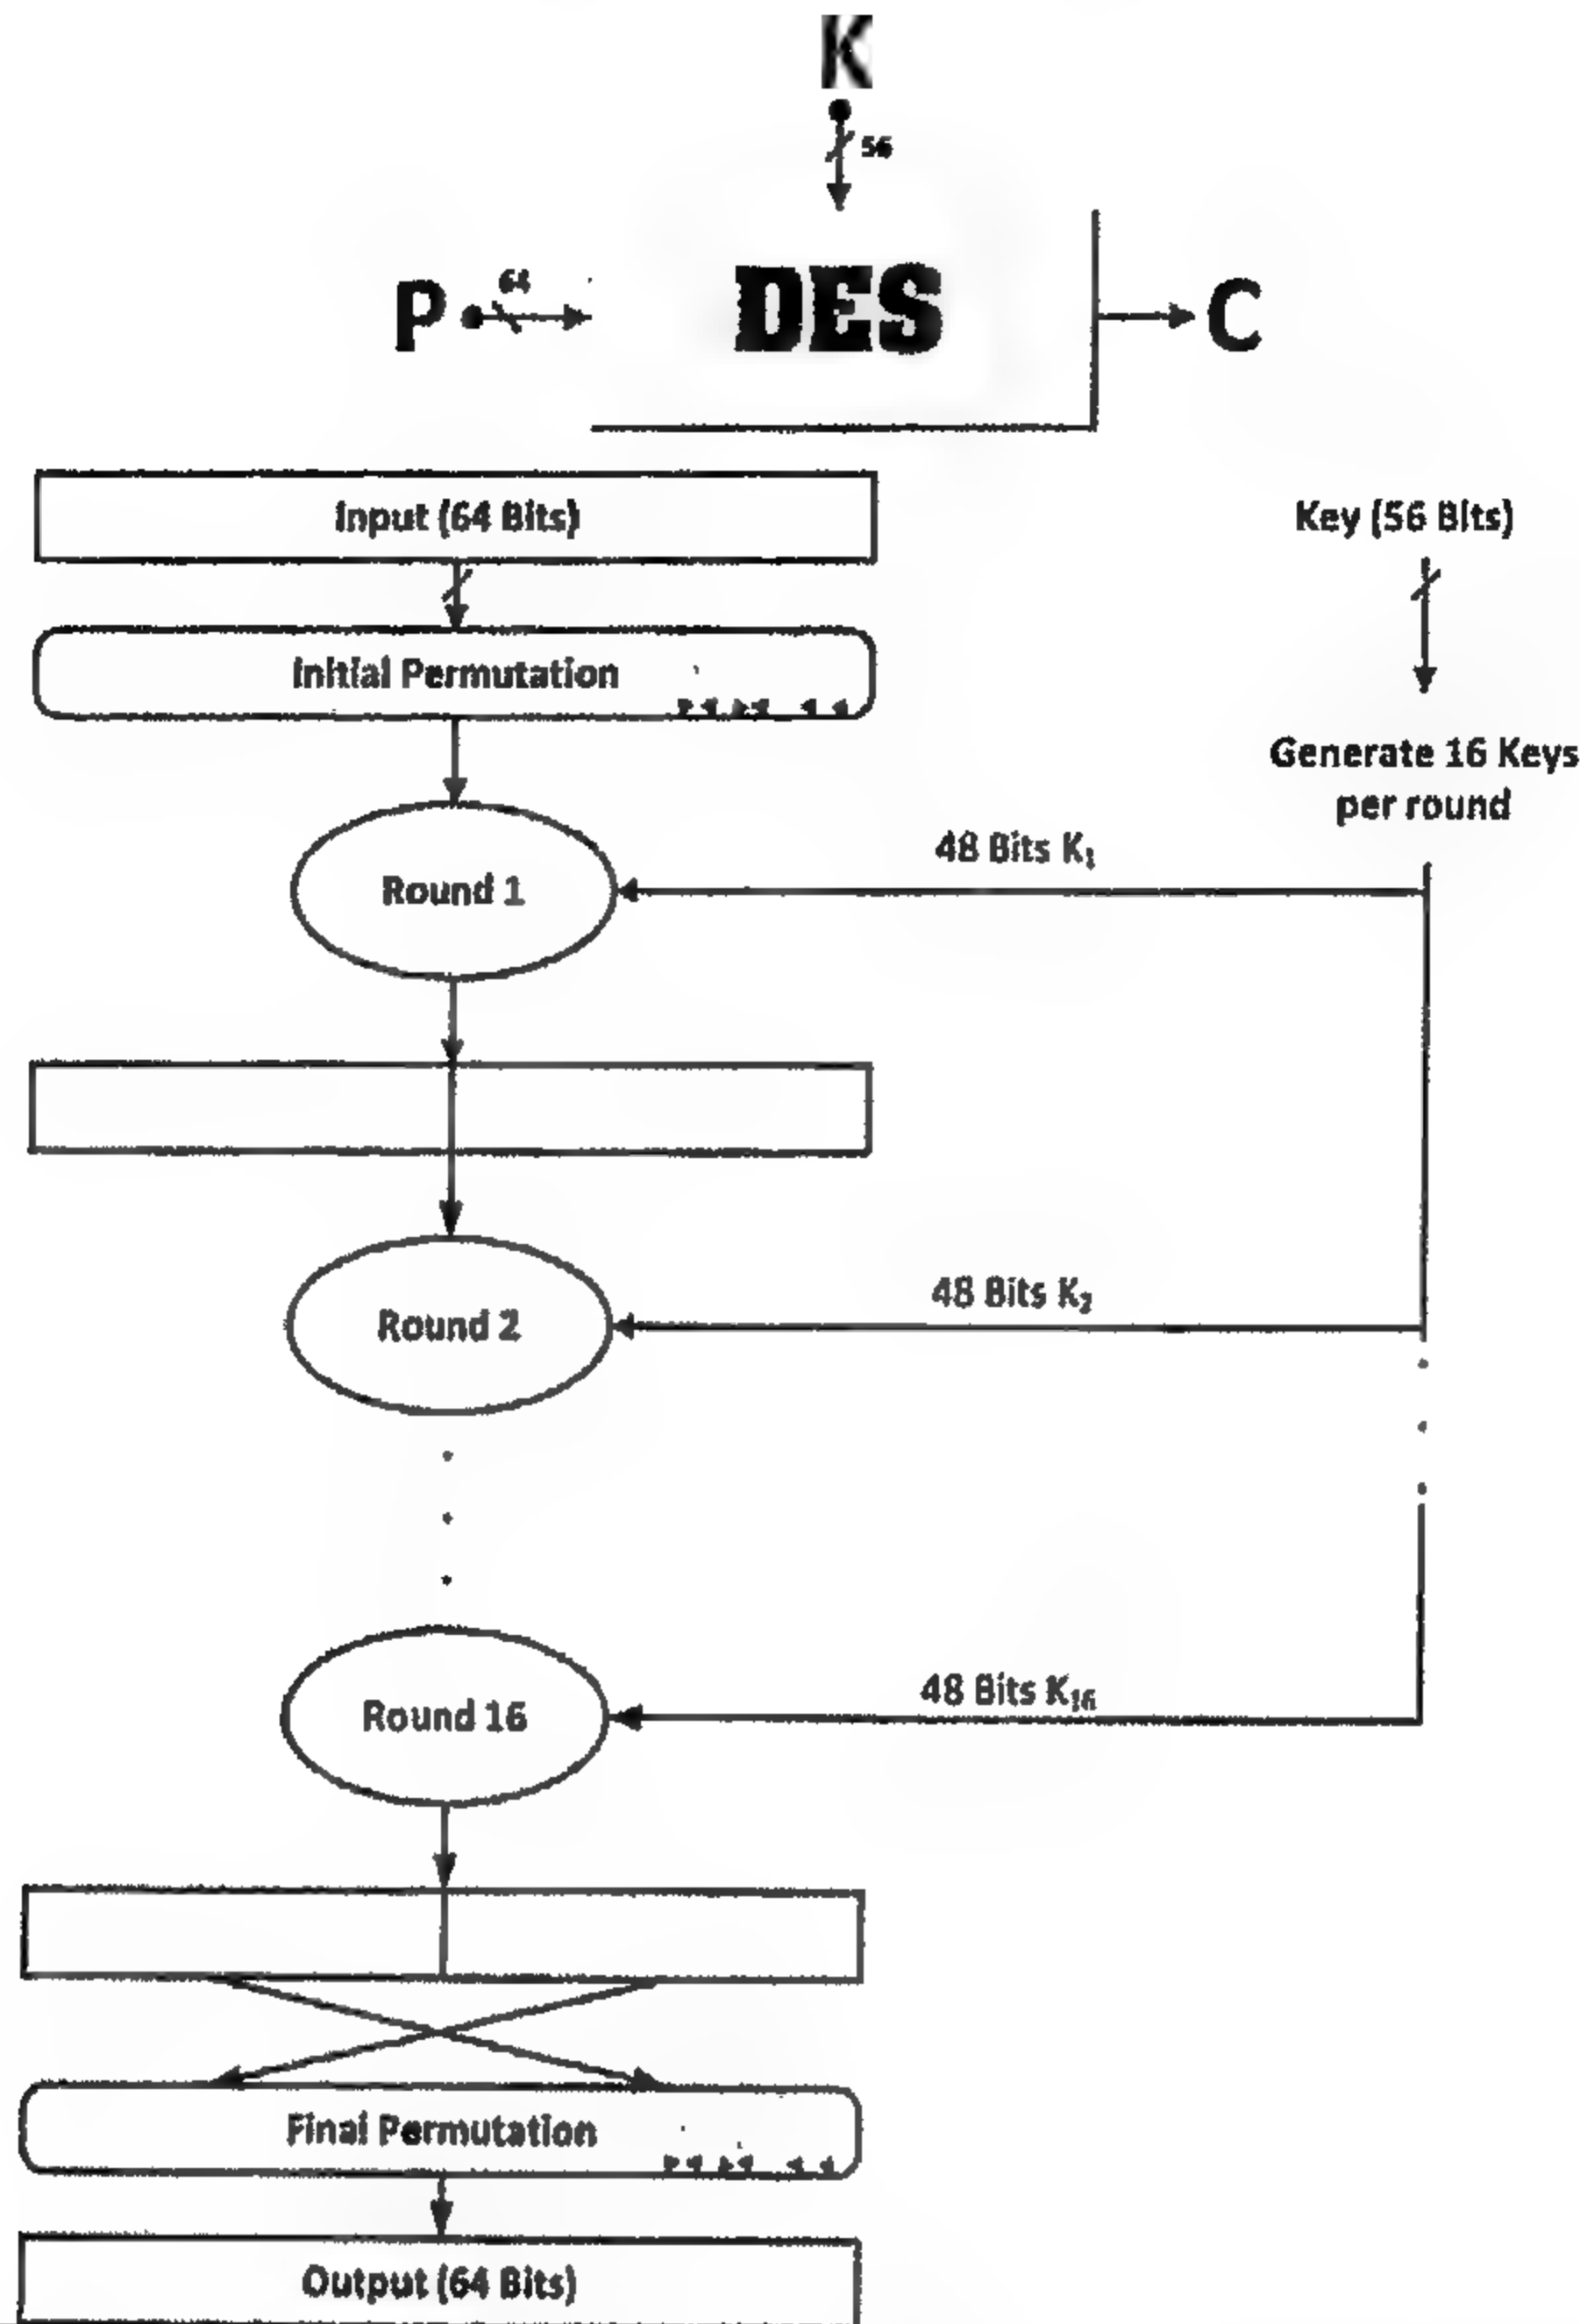 K
56
64
P
DES
C
Input (64 Bits)
Key (56 Bits)
Initial Permutation
Generate 16 Keys
per round
48 Bits K₁
Round 1
48 Bits K₂
Round 2
48 Bits K₁₆
Round 16
Final Permutation
Output (64 Bits)